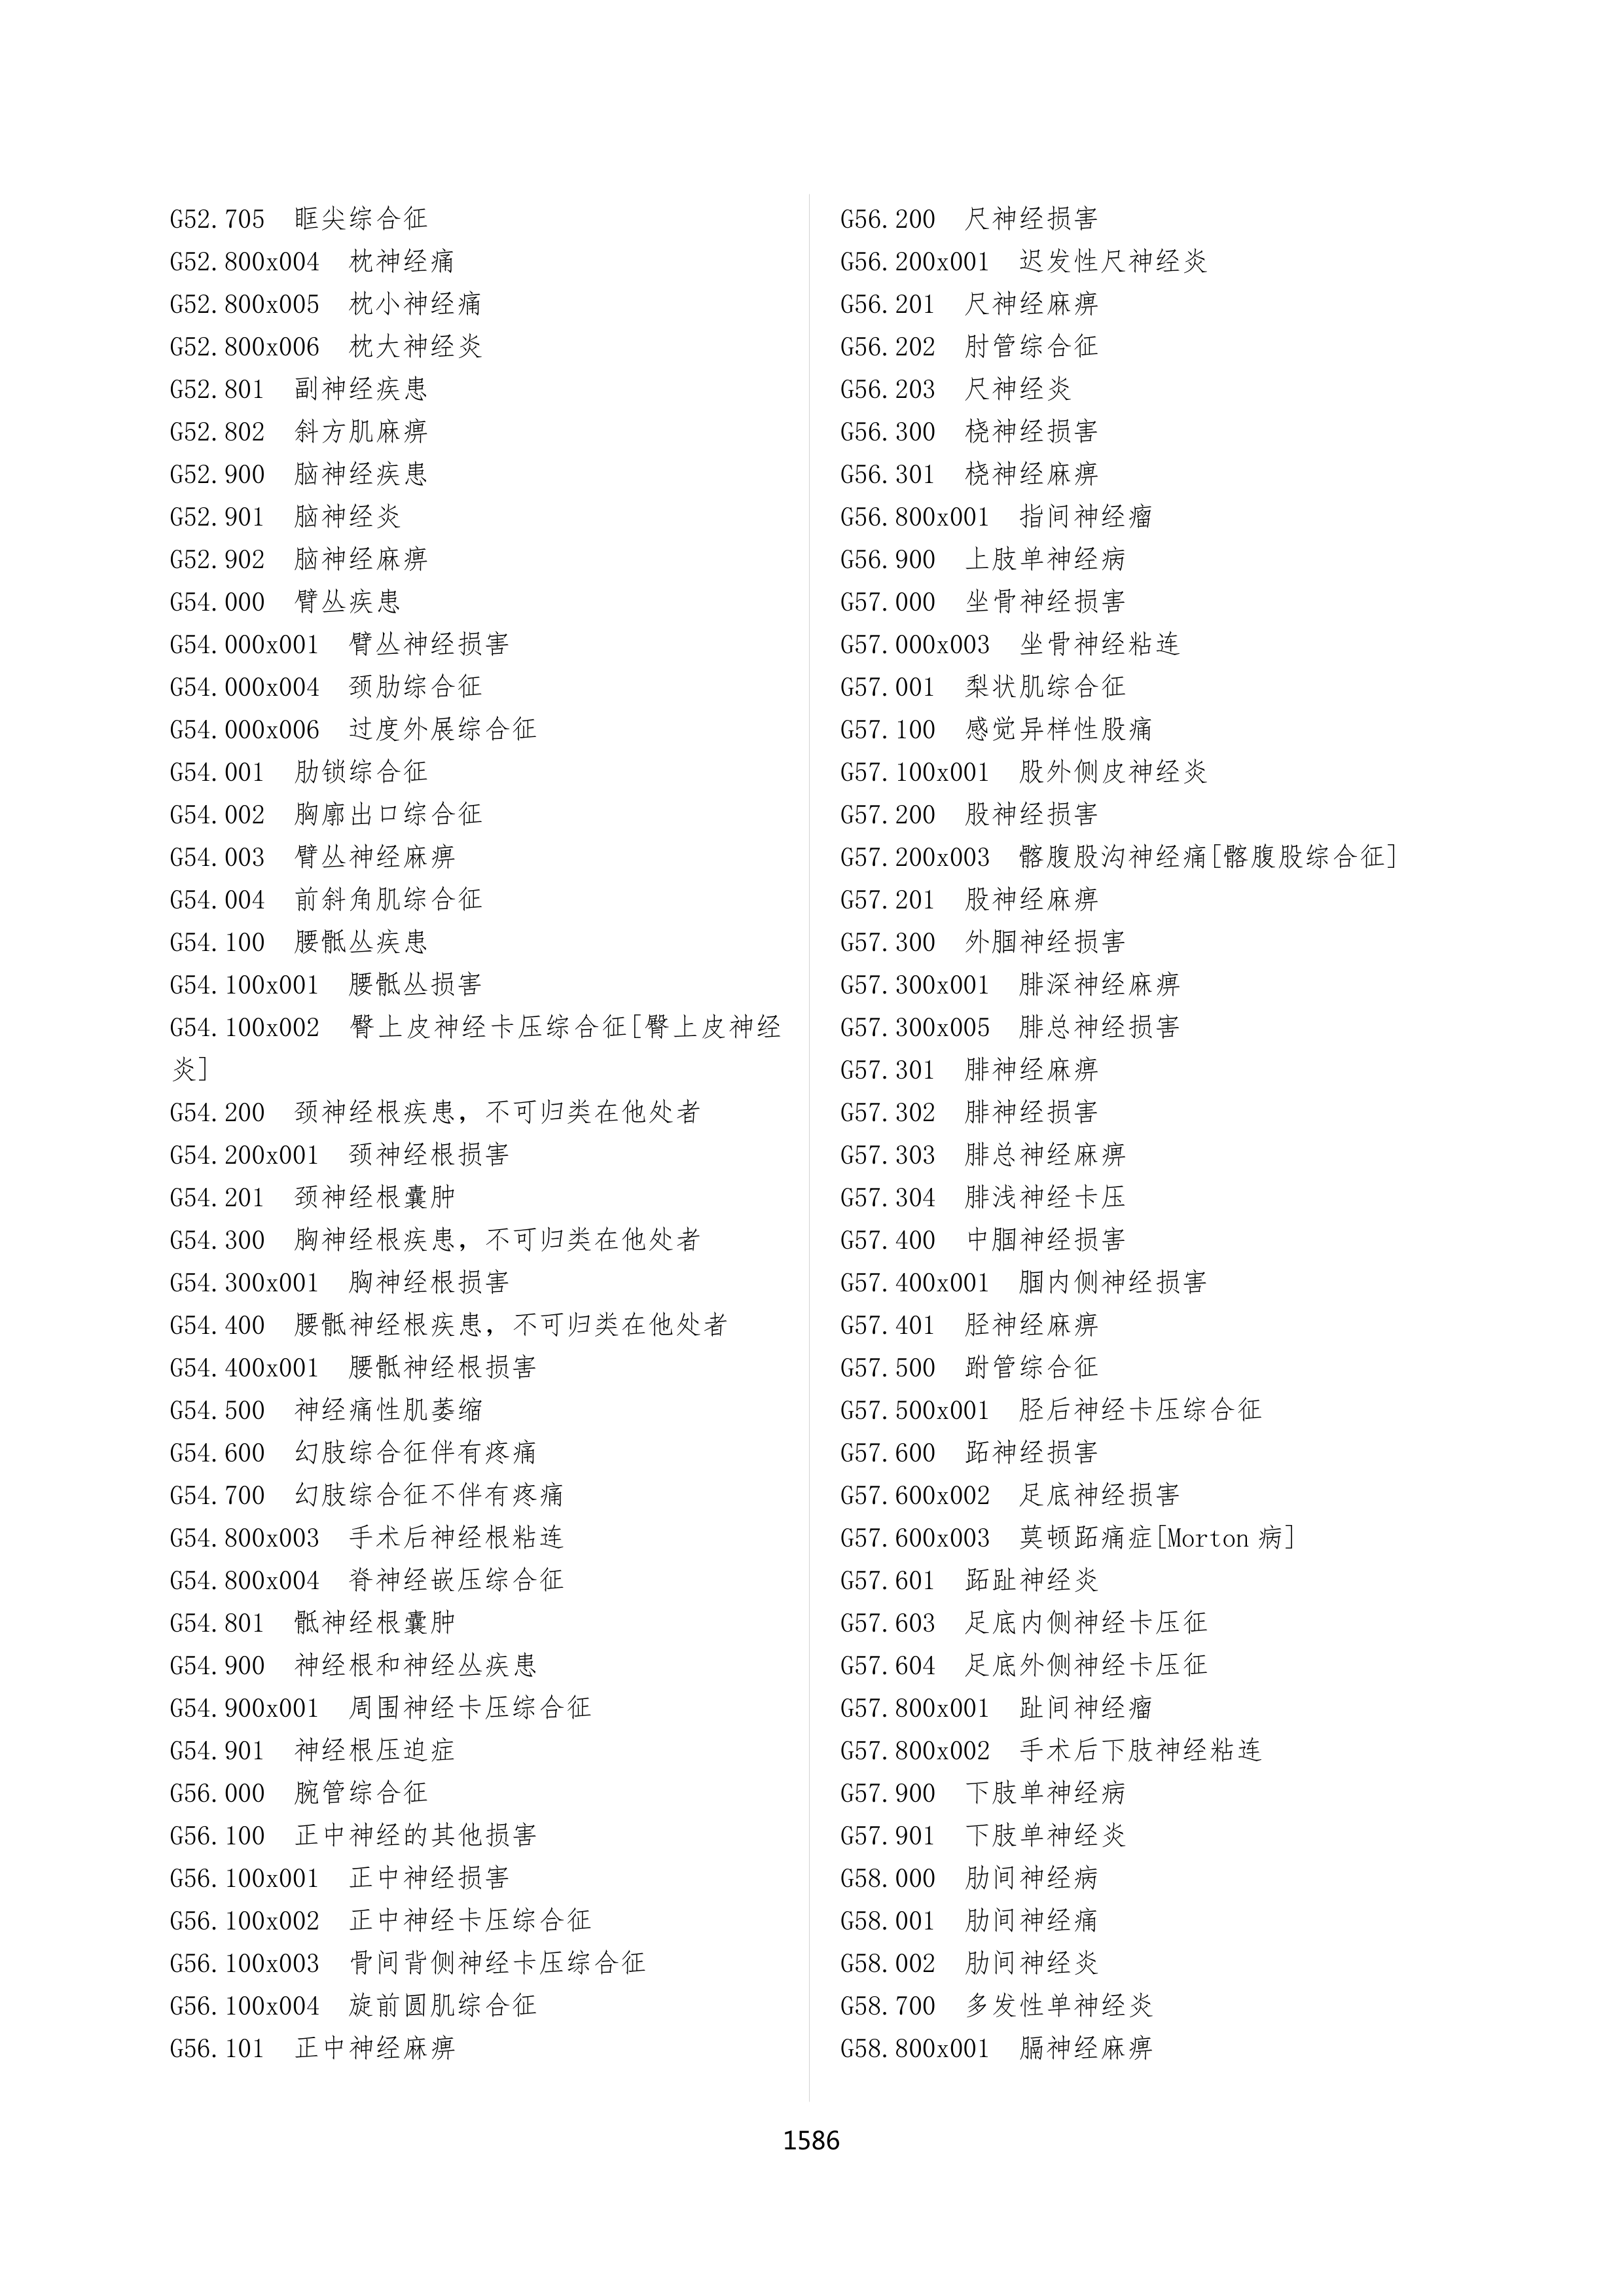 G52.705 眶尖综合征
G52.800x004 枕神经痛
G52.800x005 枕小神经痛
G52.800x006 枕大神经炎
G52.801 副神经疾患
G52.802 斜方肌麻痹
G52.900 脑神经疾患
G52.901 脑神经炎
G52.902 脑神经麻痹
G54.000 臂丛疾患
G54.000x001 臂丛神经损害
G54.000x004 颈肋综合征
G54.000x006 过度外展综合征
G54.001 肋锁综合征
G54.002 胸廓出口综合征
G54.003 臂丛神经麻痹
G54.004 前斜角肌综合征
G54.100 腰骶丛疾患
G54.100x001 腰骶丛损害
G54.100x002 臀上皮神经卡压综合征[臀上皮神经
炎]
G54.200 颈神经根疾患，不可归类在他处者
G54.200x001 颈神经根损害
G54.201 颈神经根囊肿
G54.300 胸神经根疾患，不可归类在他处者
G54.300x001 胸神经根损害
G54.400 腰骶神经根疾患，不可归类在他处者
G54.400x001 腰骶神经根损害
G54.500 神经痛性肌萎缩
G54.600 幻肢综合征伴有疼痛
G54.700 幻肢综合征不伴有疼痛
G54.800x003 手术后神经根粘连
G54.800x004 脊神经嵌压综合征
G54.801 骶神经根囊肿
G54.900 神经根和神经丛疾患
G54.900x001 周围神经卡压综合征
G54.901 神经根压迫症
G56.000 腕管综合征
G56.100 正中神经的其他损害
G56.100x001 正中神经损害
G56.100x002 正中神经卡压综合征
G56.100x003 骨间背侧神经卡压综合征
G56.100x004 旋前圆肌综合征
G56.101 正中神经麻痹
G56.200 尺神经损害
G56.200x001 迟发性尺神经炎
G56.201 尺神经麻痹
G56.202 肘管综合征
G56.203 尺神经炎
G56.300 桡神经损害
G56.301 桡神经麻痹
G56.800x001 指间神经瘤
G56.900 上肢单神经病
G57.000 坐骨神经损害
G57.000x003 坐骨神经粘连
G57.001 梨状肌综合征
G57.100 感觉异样性股痛
G57.100x001 股外侧皮神经炎
G57.200 股神经损害
G57.200x003 髂腹股沟神经痛[髂腹股综合征]
G57.201 股神经麻痹
G57.300 外腘神经损害
G57.300x001 腓深神经麻痹
G57.300x005 腓总神经损害
G57.301 腓神经麻痹
G57.302 腓神经损害
G57.303 腓总神经麻痹
G57.304 腓浅神经卡压
G57.400 中腘神经损害
G57.400x001 腘内侧神经损害
G57.401 胫神经麻痹
G57.500 跗管综合征
G57.500x001 胫后神经卡压综合征
G57.600 跖神经损害
G57.600x002 足底神经损害
G57.600x003 莫顿跖痛症[Morton 病]
G57.601 跖趾神经炎
G57.603 足底内侧神经卡压征
G57.604 足底外侧神经卡压征
G57.800x001 趾间神经瘤
G57.800x002 手术后下肢神经粘连
G57.900 下肢单神经病
G57.901 下肢单神经炎
G58.000 肋间神经病
G58.001 肋间神经痛
G58.002 肋间神经炎
G58.700 多发性单神经炎
G58.800x001 膈神经麻痹
1586